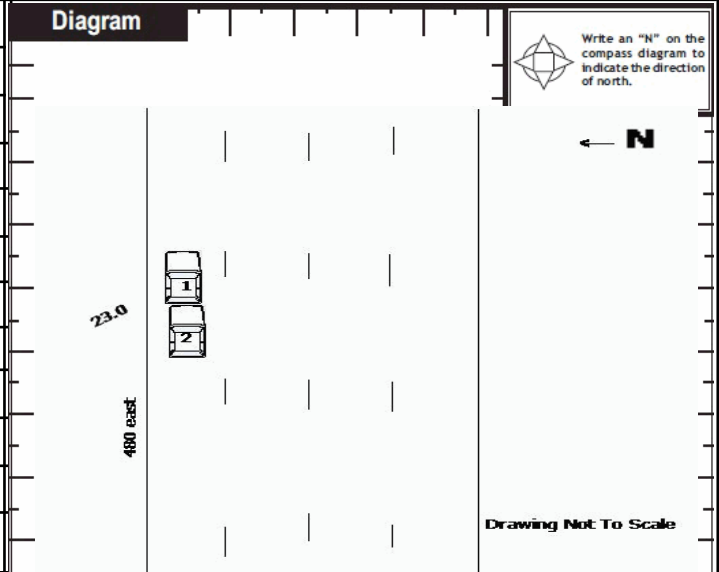 Diagram
Write an “N” on the
compass diagram to
indicate the direction
of north.
N
1
23.0
2
480 east
Drawing Not To Scale